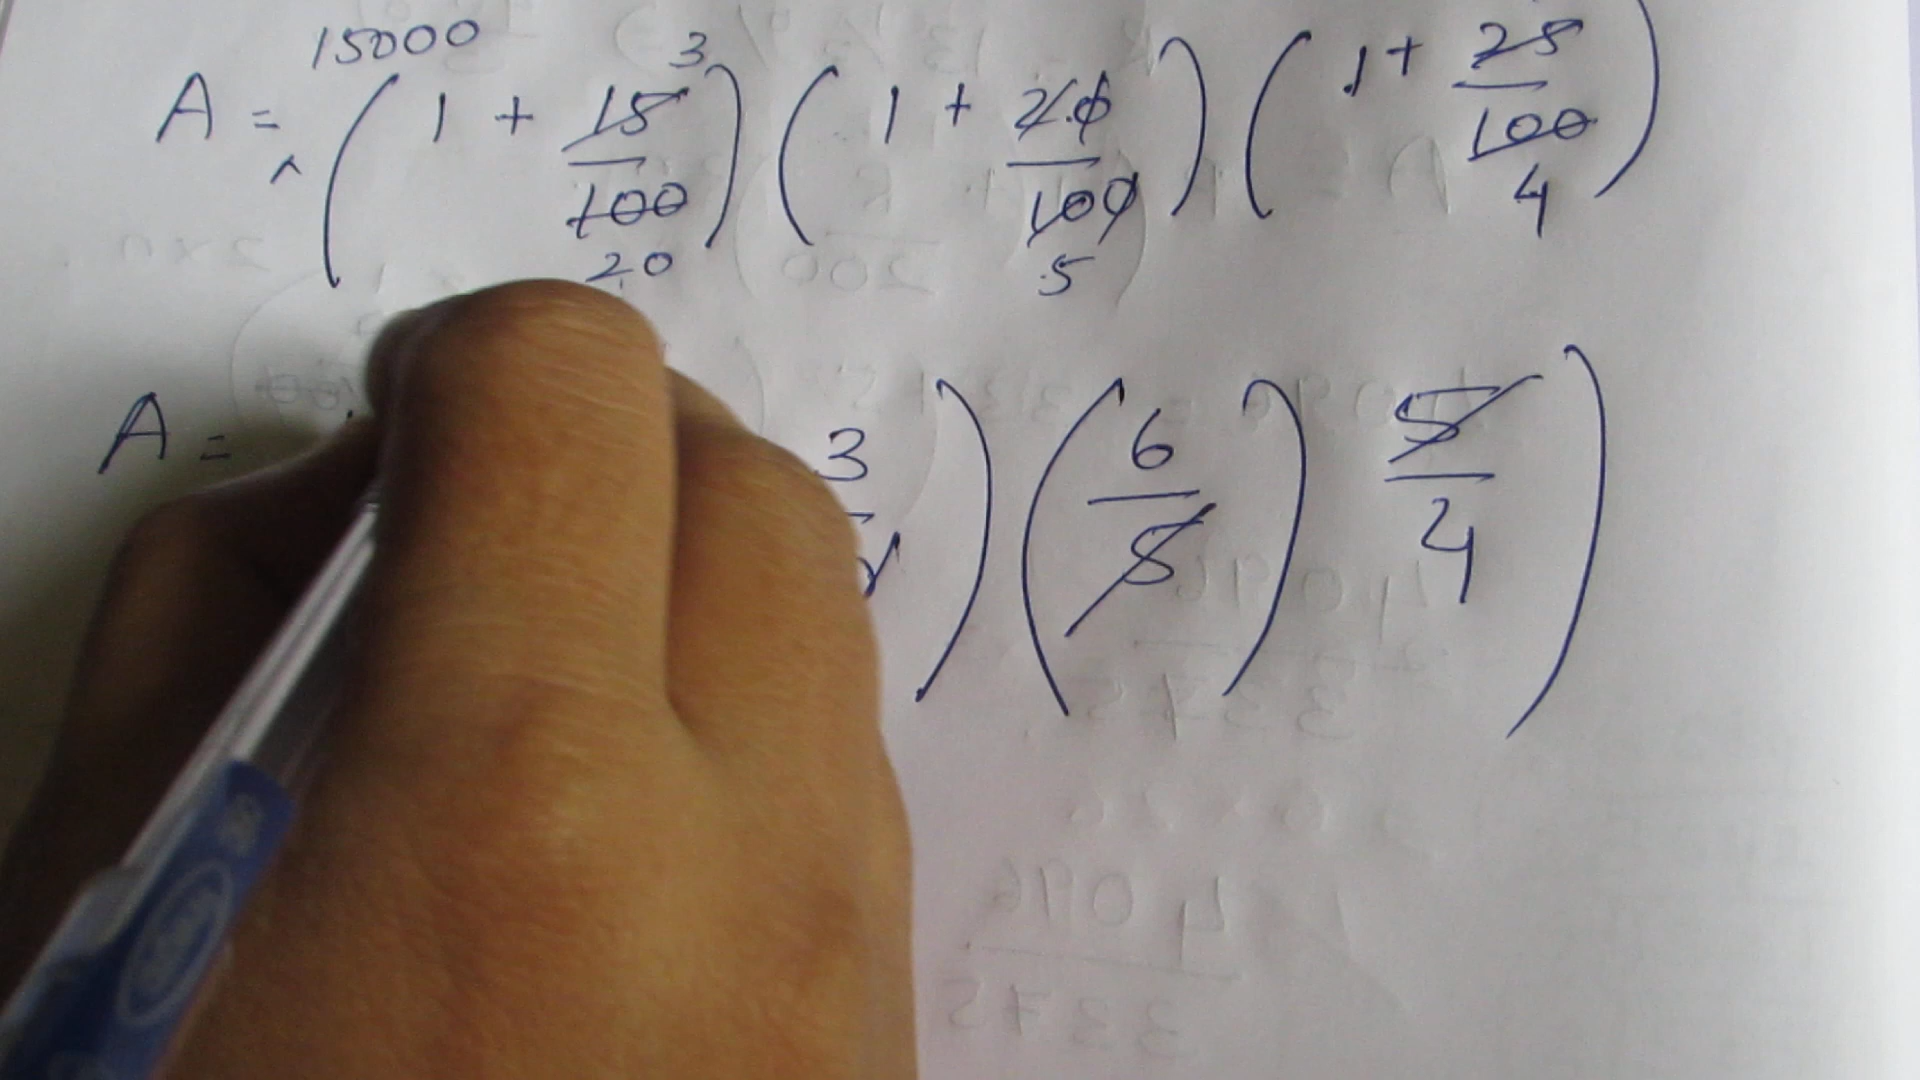 15000
A = ^ ( 1 + 15/100 3 20 ) ( 1 + 20/100 5 ) ( 1 + 25/100 4 )
A = 3 ) ( 6/5 ) 5/4 )